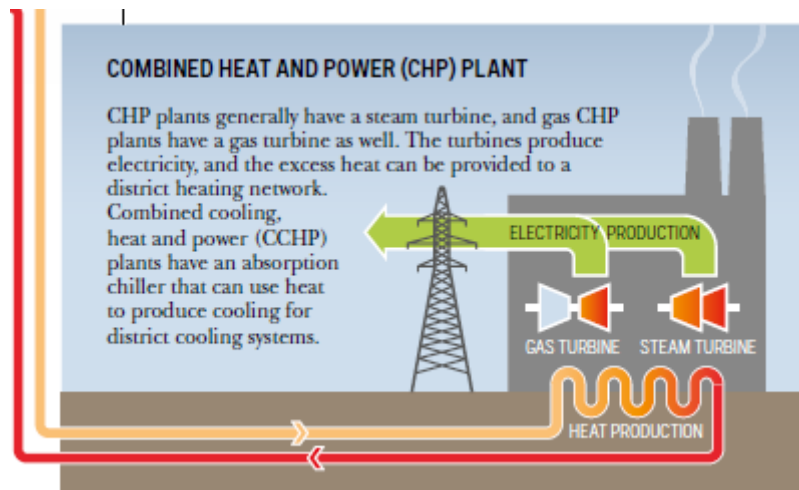 COMBINED HEAT AND POWER (CHP) PLANT
CHP plants generally have a steam turbine, and gas CHP
plants have a gas turbine as well. The turbines produce
electricity, and the excess heat can be provided to a
district heating network.
Combined cooling,
heat and power (CCHP)
plants have an absorption
chiller that can use heat
to produce cooling for
district cooling systems.
ELECTRICITY PRODUCTION
GAS TURBINE STEAM TURBINE
HEAT PRODUCTION